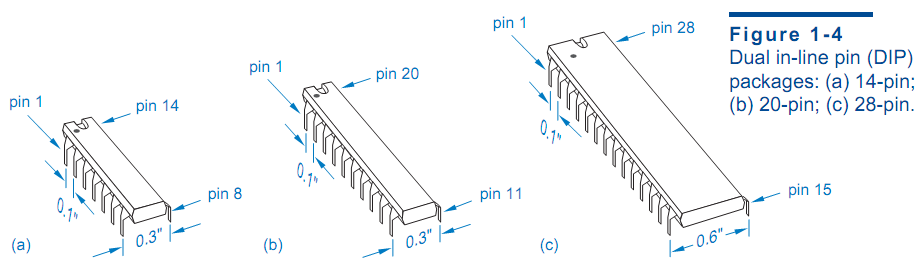 Figure 1-4
Dual in-line pin (DIP)
packages: (a) 14-pin;
(b) 20-pin; (c) 28-pin.
pin 1
pin 14
pin 8
0.1"
0.3"
(a)
pin 1
pin 20
pin 11
0.1"
0.3"
(b)
pin 1
pin 28
pin 15
0.1"
0.6"
(c)